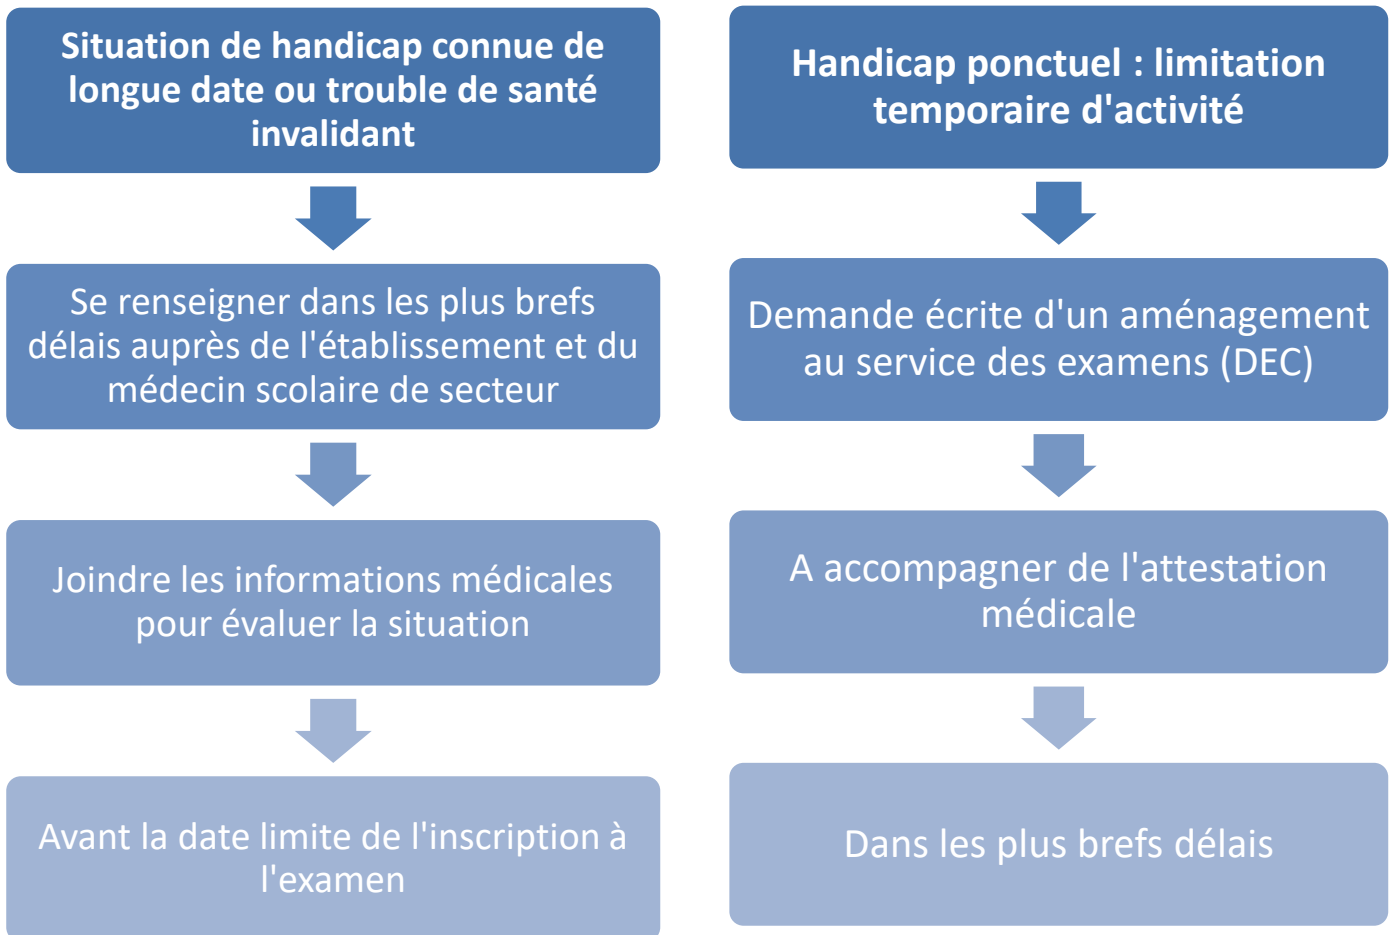 Situation de handicap connue de
longue date ou trouble de santé
invalidant
Se renseigner dans les plus brefs
délais auprès de l'établissement et du
médecin scolaire de secteur
Joindre les informations médicales
pour évaluer la situation
Avant la date limite de l'inscription à
l'examen
Handicap ponctuel : limitation
temporaire d'activité
Demande écrite d'un aménagement
au service des examens (DEC)
A accompagner de l'attestation
médicale
Dans les plus brefs délais